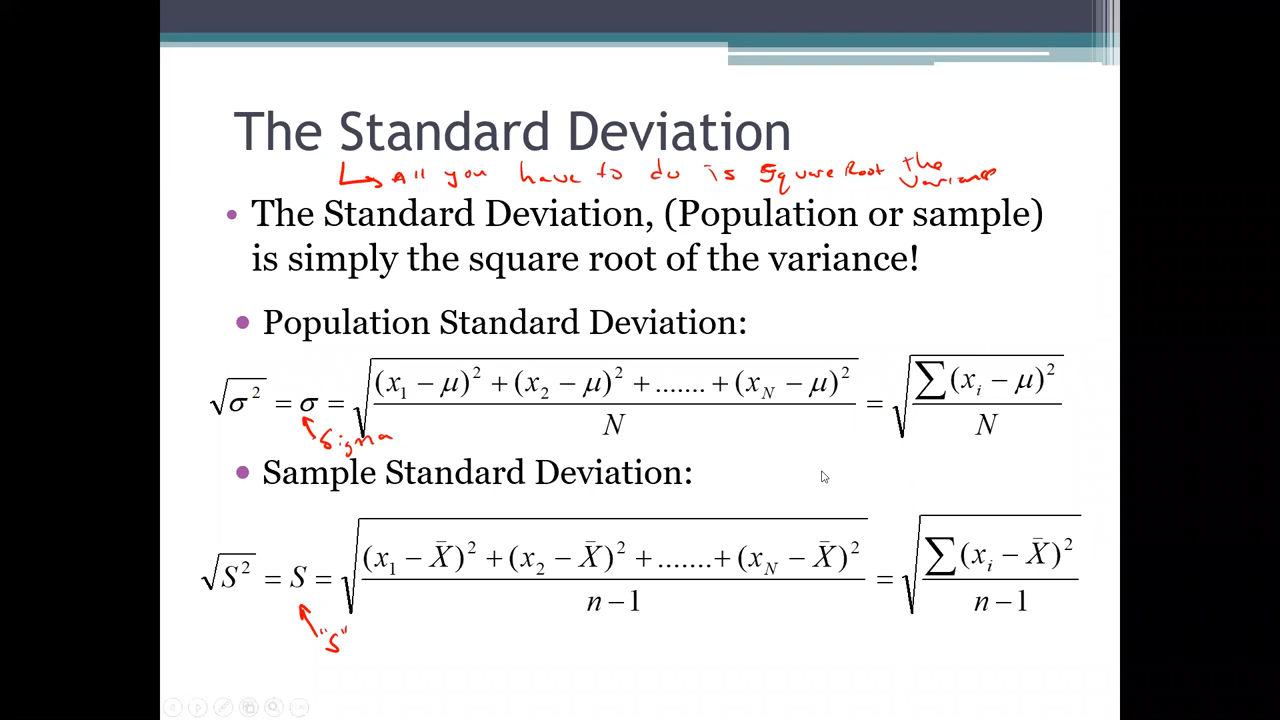 The Standard Deviation
↳ All you have to do is Square Root the variance
• The Standard Deviation, (Population or sample)
is simply the square root of the variance!
• Population Standard Deviation:
√σ² = σ = √((x₁ − μ)² + (x₂ − μ)² + ....... + (x_N − μ)² / N) = √(∑(xᵢ − μ)² / N)
Sigma
• Sample Standard Deviation:
√S² = S = √((x₁ − X̄)² + (x₂ − X̄)² + ....... + (x_N − X̄)² / n − 1) = √(∑(xᵢ − X̄)² / n − 1)
"S"